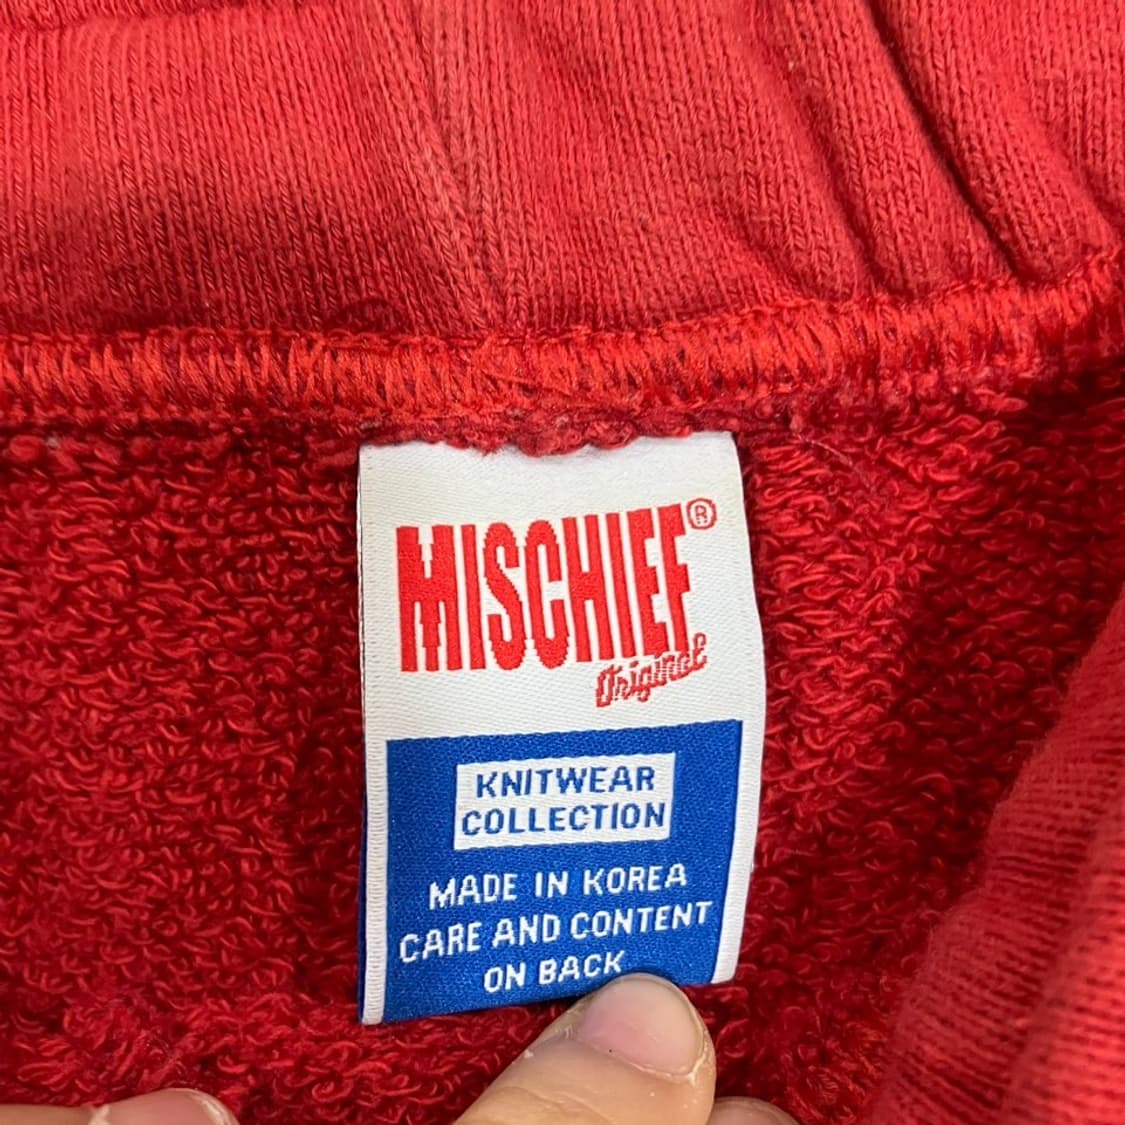 MISCHIEF®
Original
KNITWEAR
COLLECTION
MADE IN KOREA
CARE AND CONTENT
ON BACK